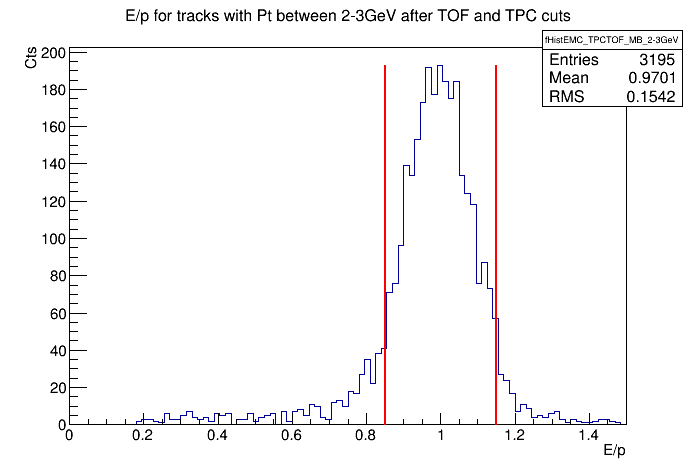 E/p for tracks with Pt between 2-3GeV after TOF and TPC cuts
fHistEMC_TPCTOF_MB_2-3GeV
Entries 3195
Mean 0.9701
RMS 0.1542
Cts
200
180
160
140
120
100
80
60
40
20
0
0 0.2 0.4 0.6 0.8 1 1.2 1.4
E/p